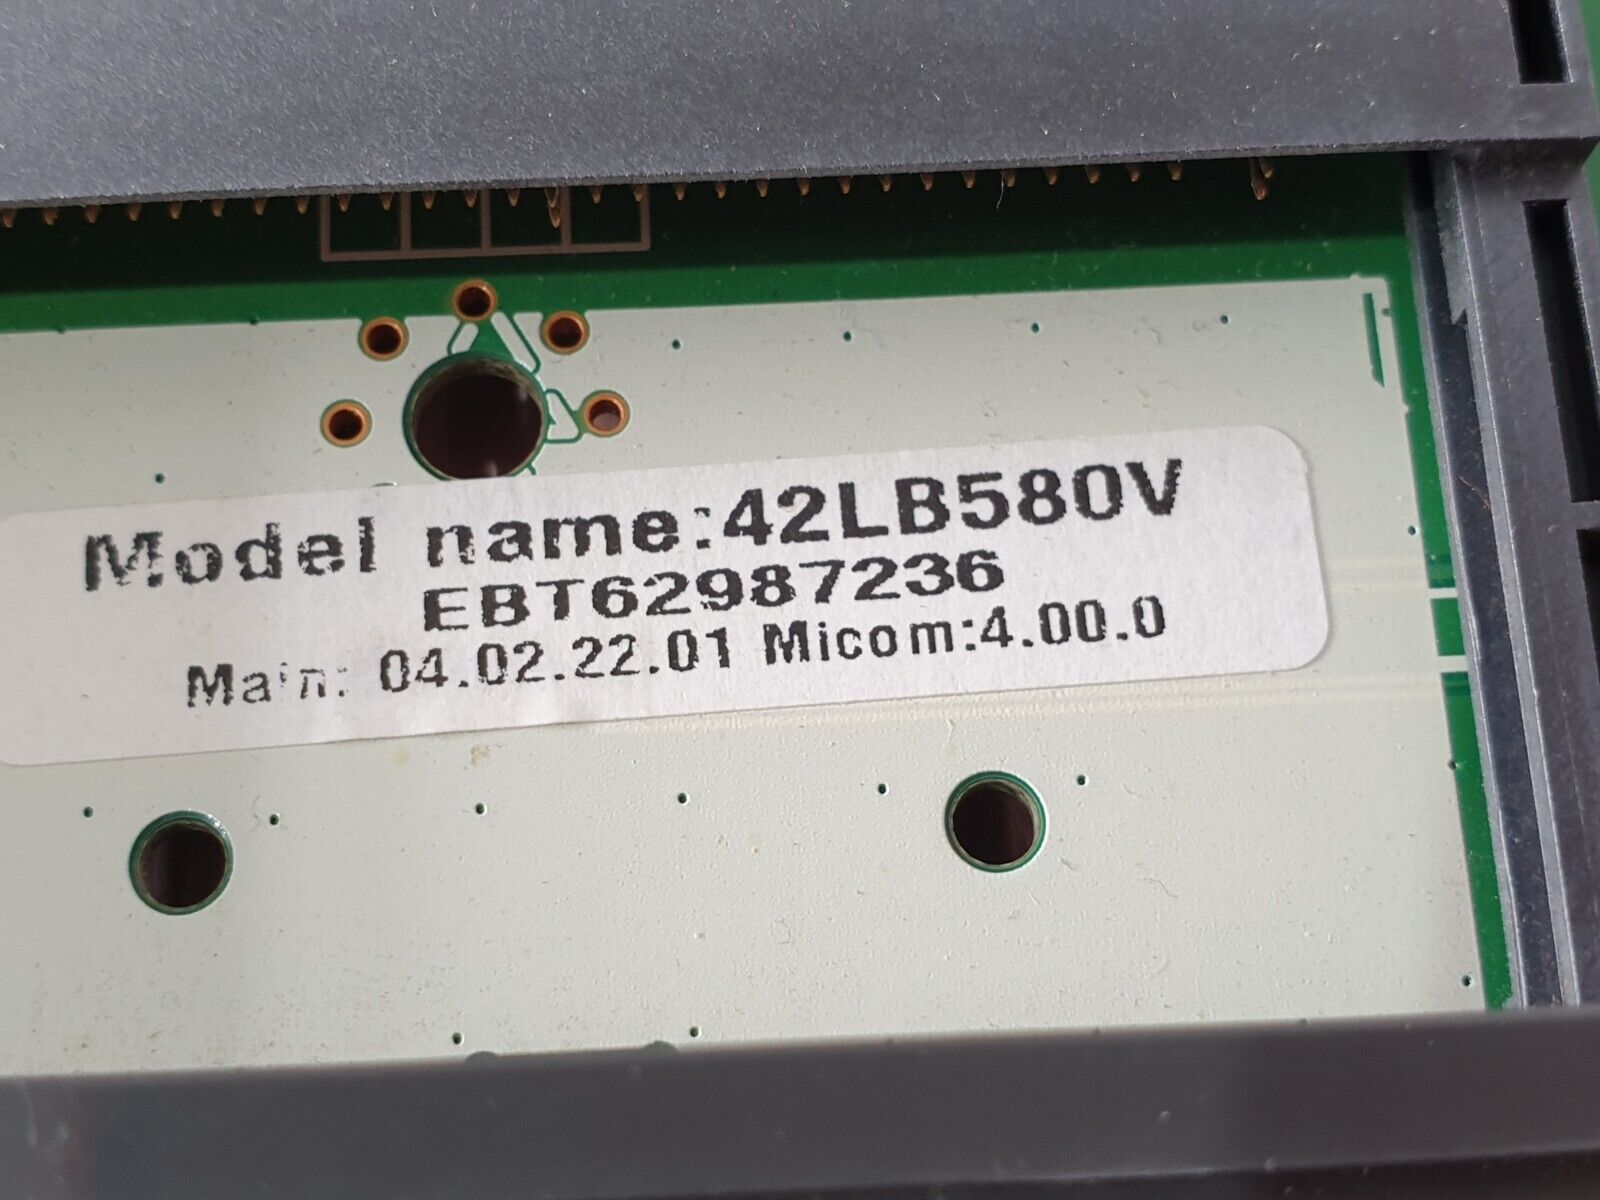 Model name:42LB580V
EBT62987236
Main: 04.02.22.01 Micom:4.00.0